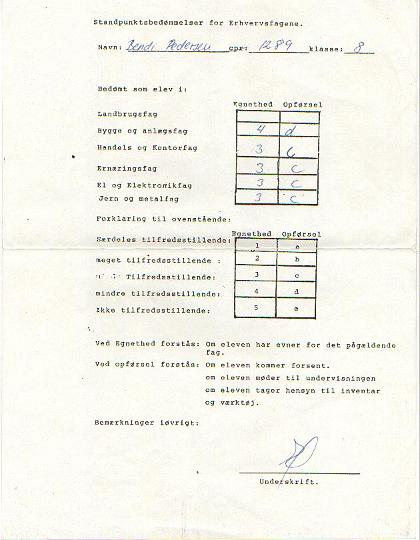 Standpunktsbedømmelser for Erhvervsfagene.
Navn: Bendi Pedersen cpr: 1289 klasse: 8
Bedømt som elev i:
Egnethed Opførsel
Landbrugsfag
Bygge og anlægsfag 4 d
Handels og Kontorfag 3 c
Ernæringsfag 3 c
El og Elektronikfag 3 c
Jern og metalfag 3 c
Forklaring til ovenstående:
Egnethed Opførsel
Særdeles tilfredsstillende: 1 a
meget tilfredsstillende : 2 b
Tilfredsstillende: 3 c
mindre tilfredsstillende: 4 d
Ikke tilfredsstillende: 5 e
Ved Egnethed forstås: Om eleven har evner for det pågældende
fag.
Ved opførsel forstås: Om eleven kommer forsent.
om eleven møder til undervisningen
om eleven tager hensyn til inventar
og værktøj.
Bemærkninger iøvrigt:
Underskrift.